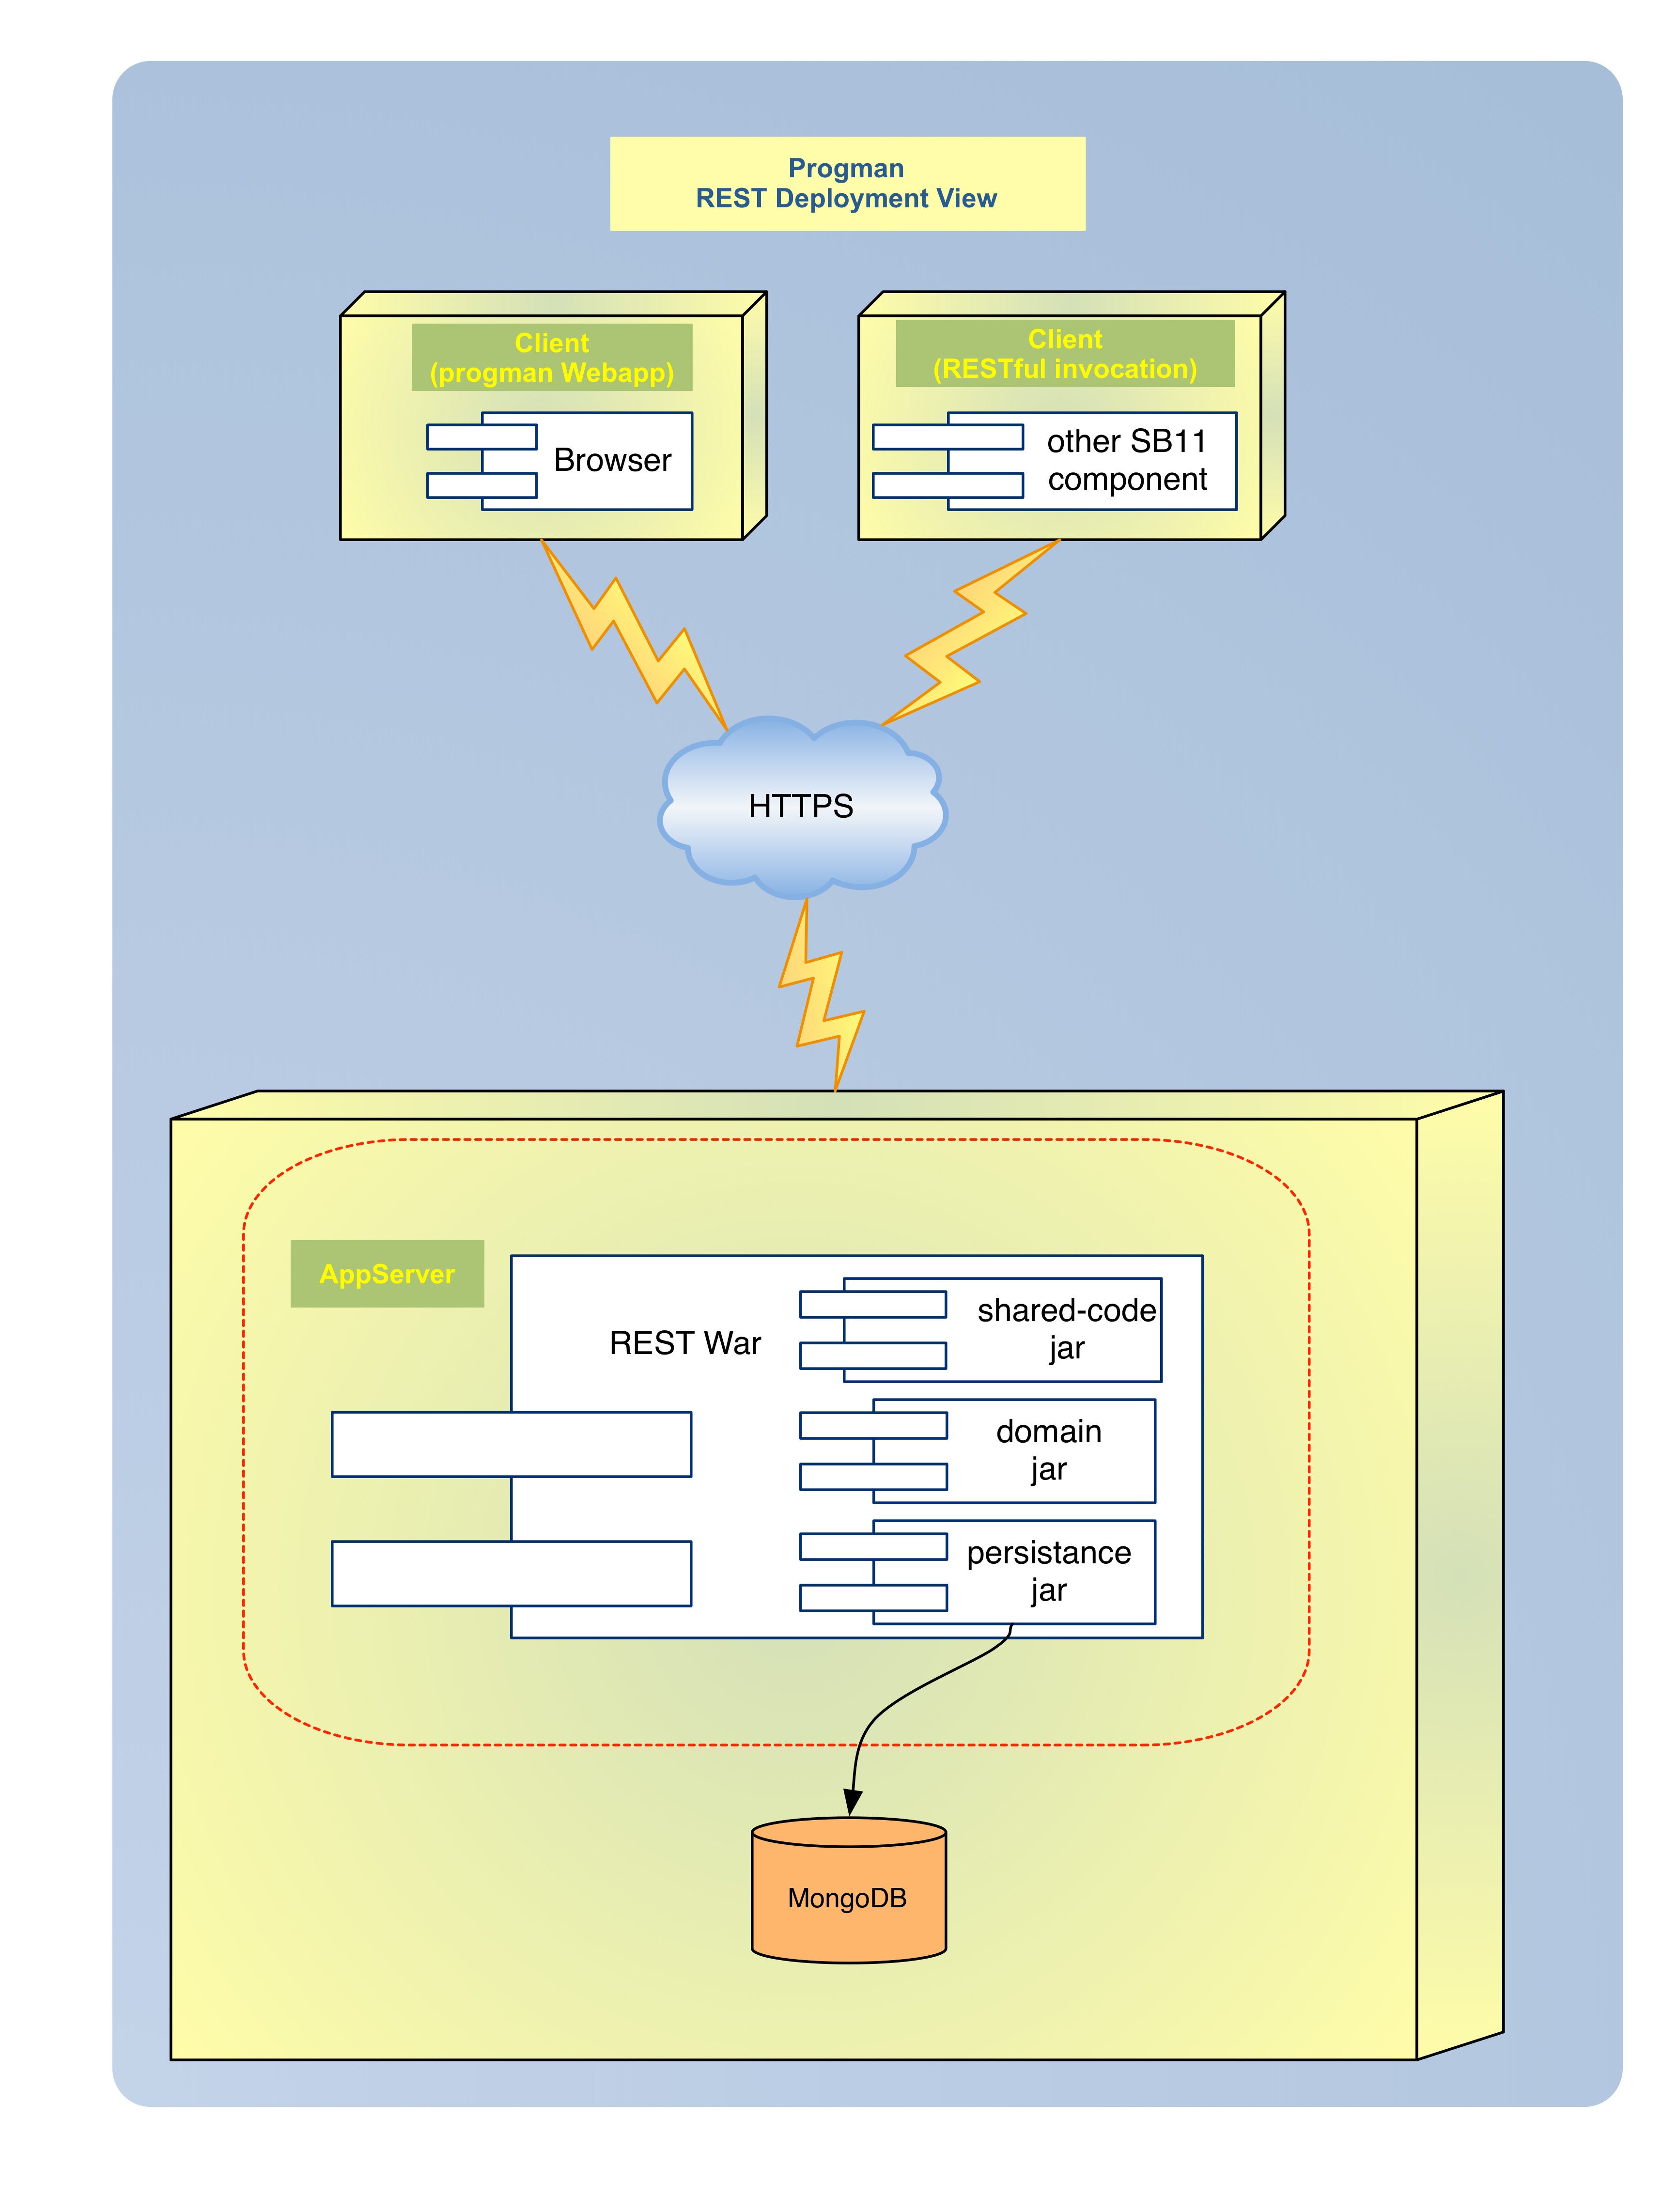 Progman
REST Deployment View
Client
(progman Webapp)
Browser
Client
(RESTful invocation)
other SB11
component
HTTPS
AppServer
REST War
shared-code
jar
domain
jar
persistance
jar
MongoDB